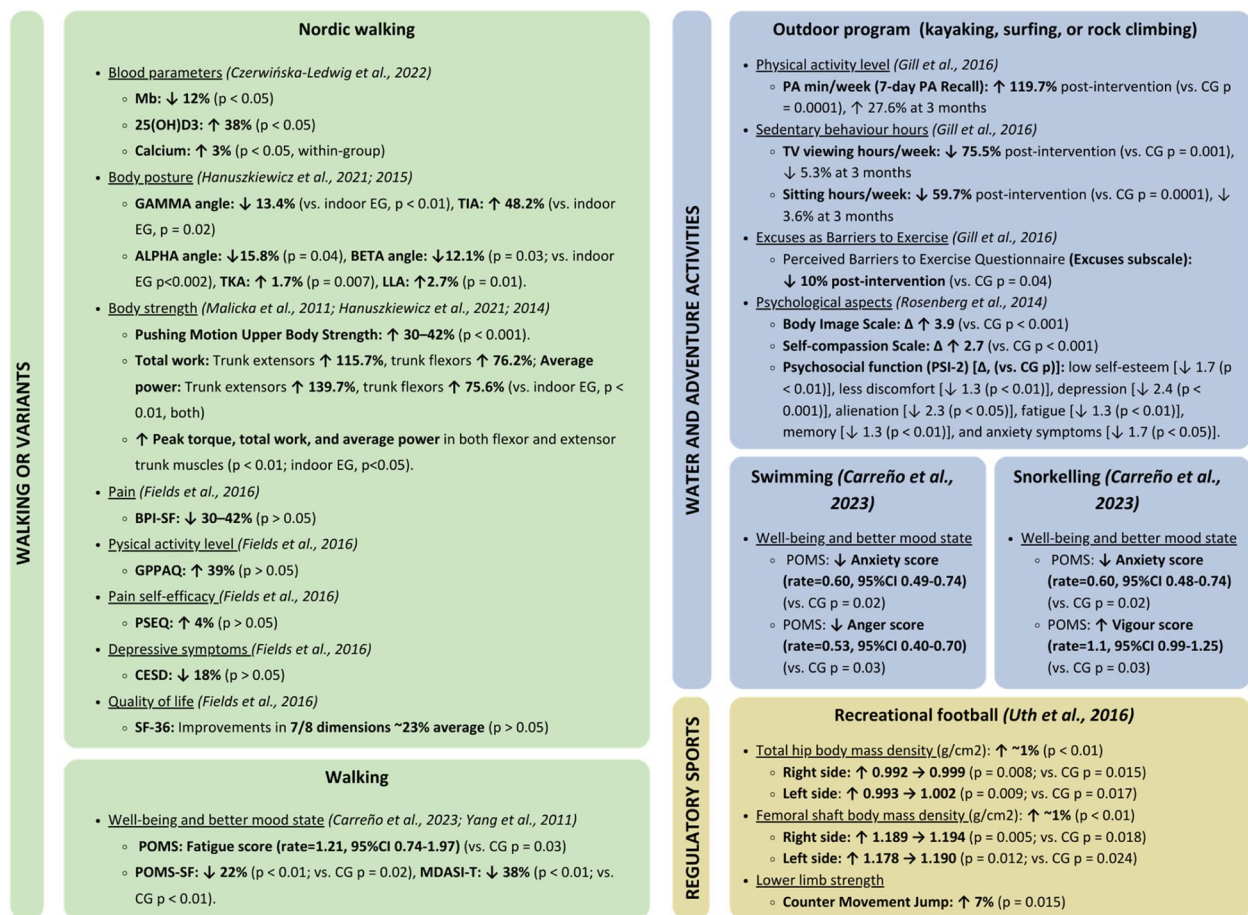 WALKING OR VARIANTS
Nordic walking
• Blood parameters (Czerwińska-Ledwig et al., 2022)
◦ Mb: ↓ 12% (p < 0.05)
◦ 25(OH)D3: ↑ 38% (p < 0.05)
◦ Calcium: ↑ 3% (p < 0.05, within-group)
• Body posture (Hanuszkiewicz et al., 2021; 2015)
◦ GAMMA angle: ↓ 13.4% (vs. indoor EG, p < 0.01), TIA: ↑ 48.2% (vs. indoor
EG, p = 0.02)
◦ ALPHA angle: ↓15.8% (p = 0.04), BETA angle: ↓12.1% (p = 0.03; vs. indoor
EG p<0.002), TKA: ↑ 1.7% (p = 0.007), LLA: ↑2.7% (p = 0.01).
• Body strength (Malicka et al., 2011; Hanuszkiewicz et al., 2021; 2014)
◦ Pushing Motion Upper Body Strength: ↑ 30–42% (p < 0.001).
◦ Total work: Trunk extensors ↑ 115.7%, trunk flexors ↑ 76.2%; Average
power: Trunk extensors ↑ 139.7%, trunk flexors ↑ 75.6% (vs. indoor EG, p <
0.01, both)
◦ ↑ Peak torque, total work, and average power in both flexor and extensor
trunk muscles (p < 0.01; indoor EG, p<0.05).
• Pain (Fields et al., 2016)
◦ BPI-SF: ↓ 30–42% (p > 0.05)
• Pysical activity level (Fields et al., 2016)
◦ GPPAQ: ↑ 39% (p > 0.05)
• Pain self-efficacy (Fields et al., 2016)
◦ PSEQ: ↑ 4% (p > 0.05)
• Depressive symptoms (Fields et al., 2016)
◦ CESD: ↓ 18% (p > 0.05)
• Quality of life (Fields et al., 2016)
◦ SF-36: Improvements in 7/8 dimensions ~23% average (p > 0.05)
Walking
• Well-being and better mood state (Carreño et al., 2023; Yang et al., 2011)
◦ POMS: Fatigue score (rate=1.21, 95%CI 0.74-1.97) (vs. CG p = 0.03)
◦ POMS-SF: ↓ 22% (p < 0.01; vs. CG p = 0.02), MDASI-T: ↓ 38% (p < 0.01; vs.
CG p < 0.01).
WATER AND ADVENTURE ACTIVITIES
Outdoor program (kayaking, surfing, or rock climbing)
• Physical activity level (Gill et al., 2016)
◦ PA min/week (7-day PA Recall): ↑ 119.7% post-intervention (vs. CG p
= 0.0001), ↑ 27.6% at 3 months
• Sedentary behaviour hours (Gill et al., 2016)
◦ TV viewing hours/week: ↓ 75.5% post-intervention (vs. CG p = 0.001),
↓ 5.3% at 3 months
◦ Sitting hours/week: ↓ 59.7% post-intervention (vs. CG p = 0.0001), ↓
3.6% at 3 months
• Excuses as Barriers to Exercise (Gill et al., 2016)
◦ Perceived Barriers to Exercise Questionnaire (Excuses subscale):
↓ 10% post-intervention (vs. CG p = 0.04)
• Psychological aspects (Rosenberg et al., 2014)
◦ Body Image Scale: Δ ↑ 3.9 (vs. CG p < 0.001)
◦ Self-compassion Scale: Δ ↑ 2.7 (vs. CG p < 0.001)
◦ Psychosocial function (PSI-2) [Δ, (vs. CG p)]: low self-esteem [↓ 1.7 (p
< 0.01)], less discomfort [↓ 1.3 (p < 0.01)], depression [↓ 2.4 (p <
0.001)], alienation [↓ 2.3 (p < 0.05)], fatigue [↓ 1.3 (p < 0.01)],
memory [↓ 1.3 (p < 0.01)], and anxiety symptoms [↓ 1.7 (p < 0.05)].
Swimming (Carreño et al.,
2023)
• Well-being and better mood state
◦ POMS: ↓ Anxiety score
(rate=0.60, 95%CI 0.49-0.74)
(vs. CG p = 0.02)
◦ POMS: ↓ Anger score
(rate=0.53, 95%CI 0.40-0.70)
(vs. CG p = 0.03)
Snorkelling (Carreño et al.,
2023)
• Well-being and better mood state
◦ POMS: ↓ Anxiety score
(rate=0.60, 95%CI 0.48-0.74)
(vs. CG p = 0.02)
◦ POMS: ↑ Vigour score
(rate=1.1, 95%CI 0.99-1.25)
(vs. CG p = 0.03)
REGULATORY SPORTS
Recreational football (Uth et al., 2016)
• Total hip body mass density (g/cm2): ↑ ~1% (p < 0.01)
◦ Right side: ↑ 0.992 → 0.999 (p = 0.008; vs. CG p = 0.015)
◦ Left side: ↑ 0.993 → 1.002 (p = 0.009; vs. CG p = 0.017)
• Femoral shaft body mass density (g/cm2): ↑ ~1% (p < 0.01)
◦ Right side: ↑ 1.189 → 1.194 (p = 0.005; vs. CG p = 0.018)
◦ Left side: ↑ 1.178 → 1.190 (p = 0.012; vs. CG p = 0.024)
• Lower limb strength
◦ Counter Movement Jump: ↑ 7% (p = 0.015)